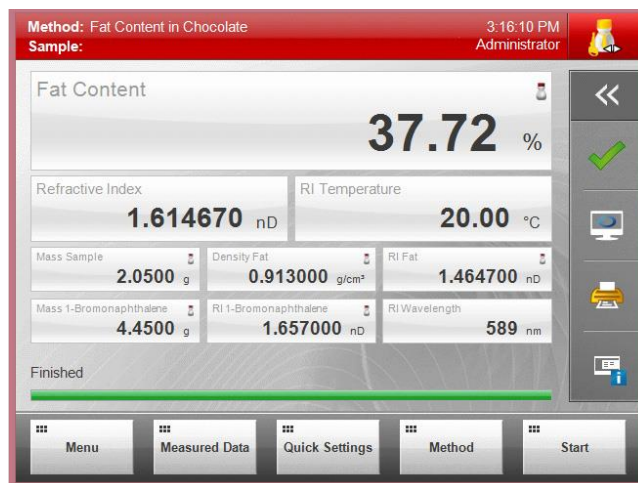 Method: Fat Content in Chocolate 3:16:10 PM
Sample: Administrator
Fat Content
37.72 %
Refractive Index RI Temperature
1.614670 nD 20.00 °C
Mass Sample Density Fat RI Fat
2.0500 g 0.913000 g/cm³ 1.464700 nD
Mass 1-Bromonaphthalene RI 1-Bromonaphthalene RI Wavelength
4.4500 g 1.657000 nD 589 nm
Finished
Menu Measured Data Quick Settings Method Start